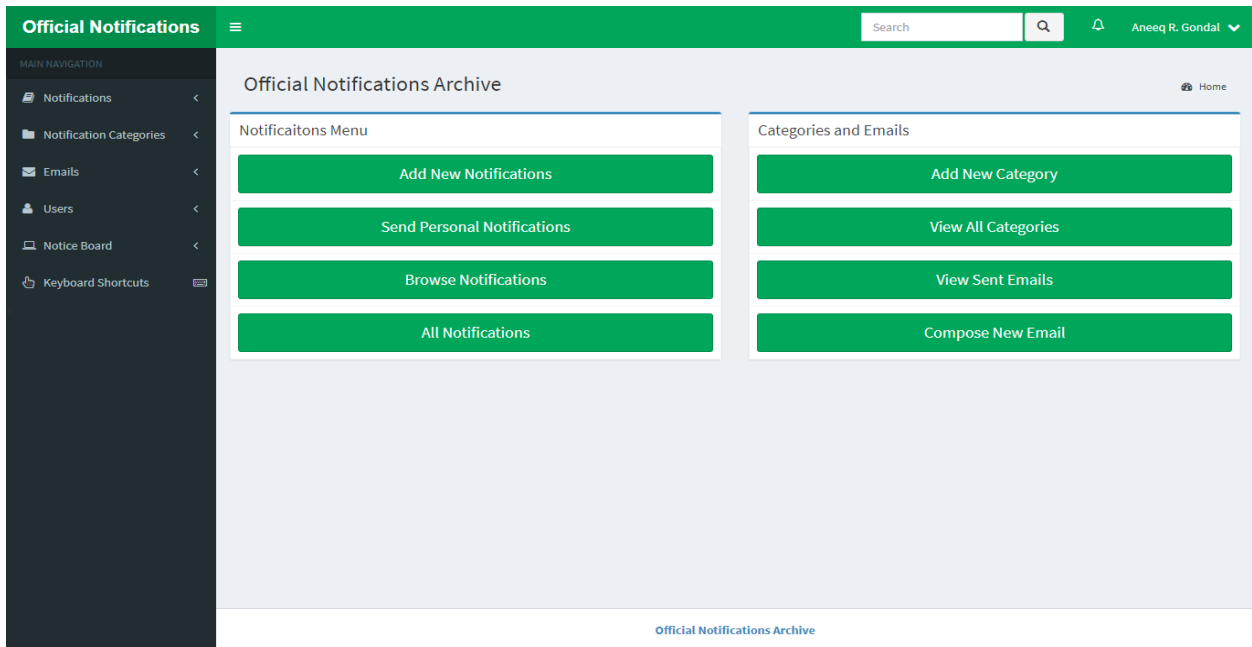 Official Notifications
Search
Aneeq R. Gondal
MAIN NAVIGATION
Notifications
Notification Categories
Emails
Users
Notice Board
Keyboard Shortcuts
Official Notifications Archive
Home
Notificaitons Menu
Add New Notifications
Send Personal Notifications
Browse Notifications
All Notifications
Categories and Emails
Add New Category
View All Categories
View Sent Emails
Compose New Email
Official Notifications Archive